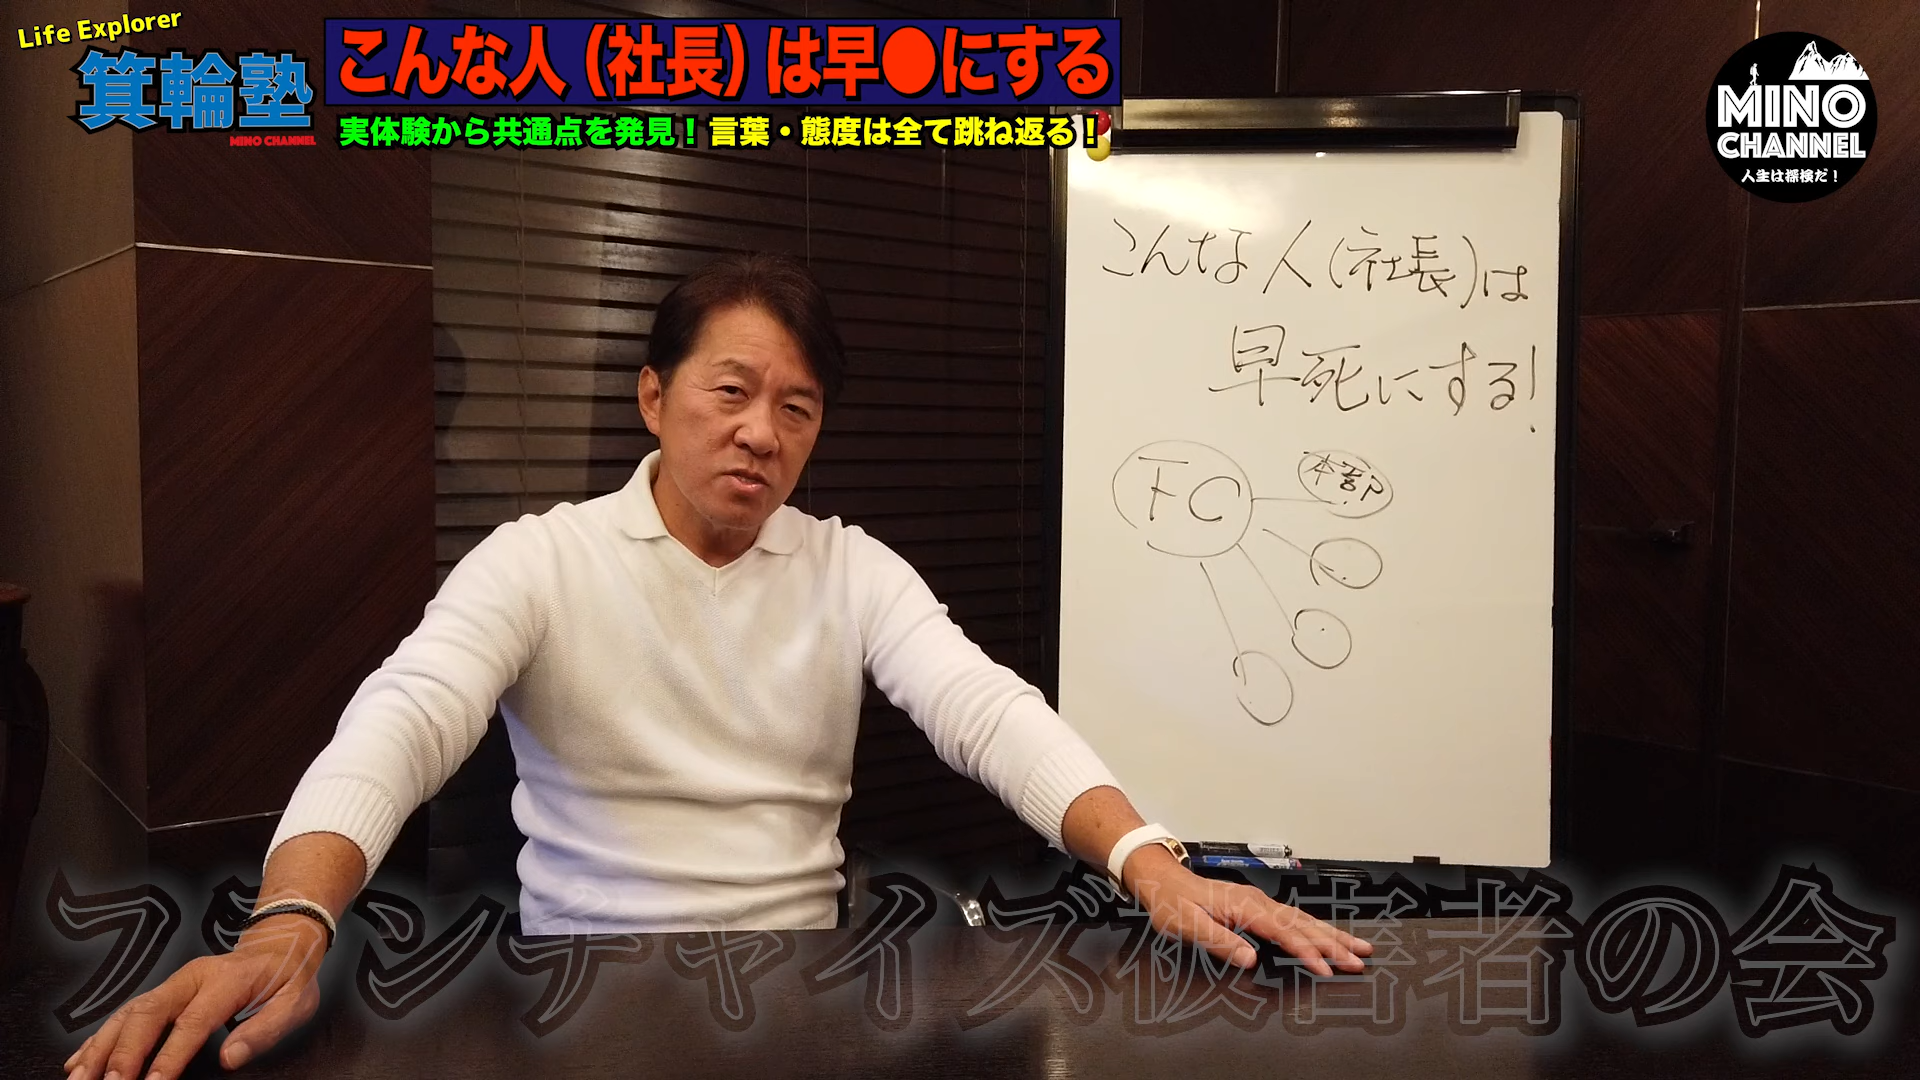 Life Explorer
箕輪塾
MINO CHANNEL
こんな人（社長）は早●にする
実体験から共通点を発見！言葉・態度は全て跳ね返る！
MINO
CHANNEL
人生は探検だ！
こんな人(社長)は
早死にする!
FC
本部
フランチャイズ被害者の会